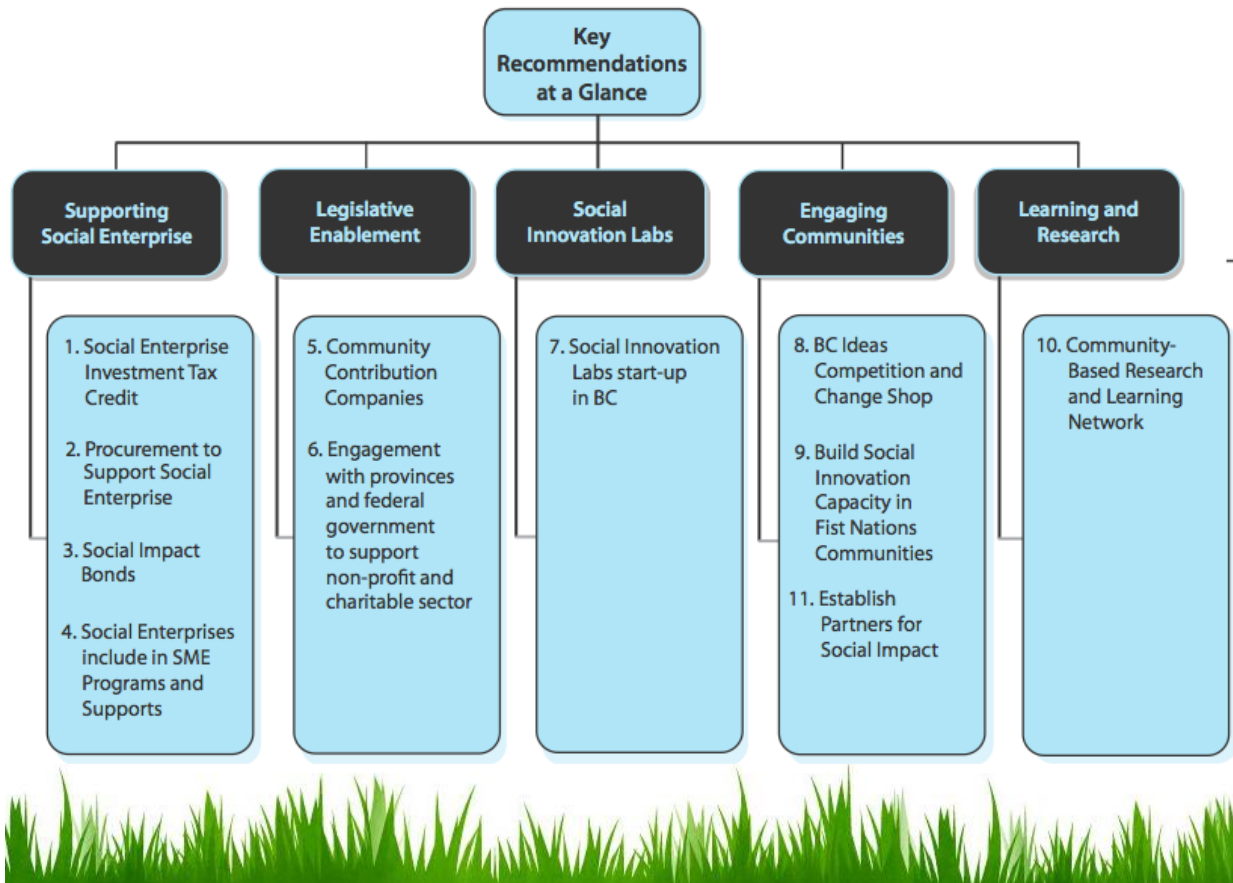 Key
Recommendations
at a Glance
Supporting
Social Enterprise
Legislative
Enablement
Social
Innovation Labs
Engaging
Communities
Learning and
Research
1. Social Enterprise
Investment Tax
Credit
2. Procurement to
Support Social
Enterprise
3. Social Impact
Bonds
4. Social Enterprises
include in SME
Programs and
Supports
5. Community
Contribution
Companies
6. Engagement
with provinces
and federal
government
to support
non-profit and
charitable sector
7. Social Innovation
Labs start-up
in BC
8. BC Ideas
Competition and
Change Shop
9. Build Social
Innovation
Capacity in
Fist Nations
Communities
11. Establish
Partners for
Social Impact
10. Community-
Based Research
and Learning
Network